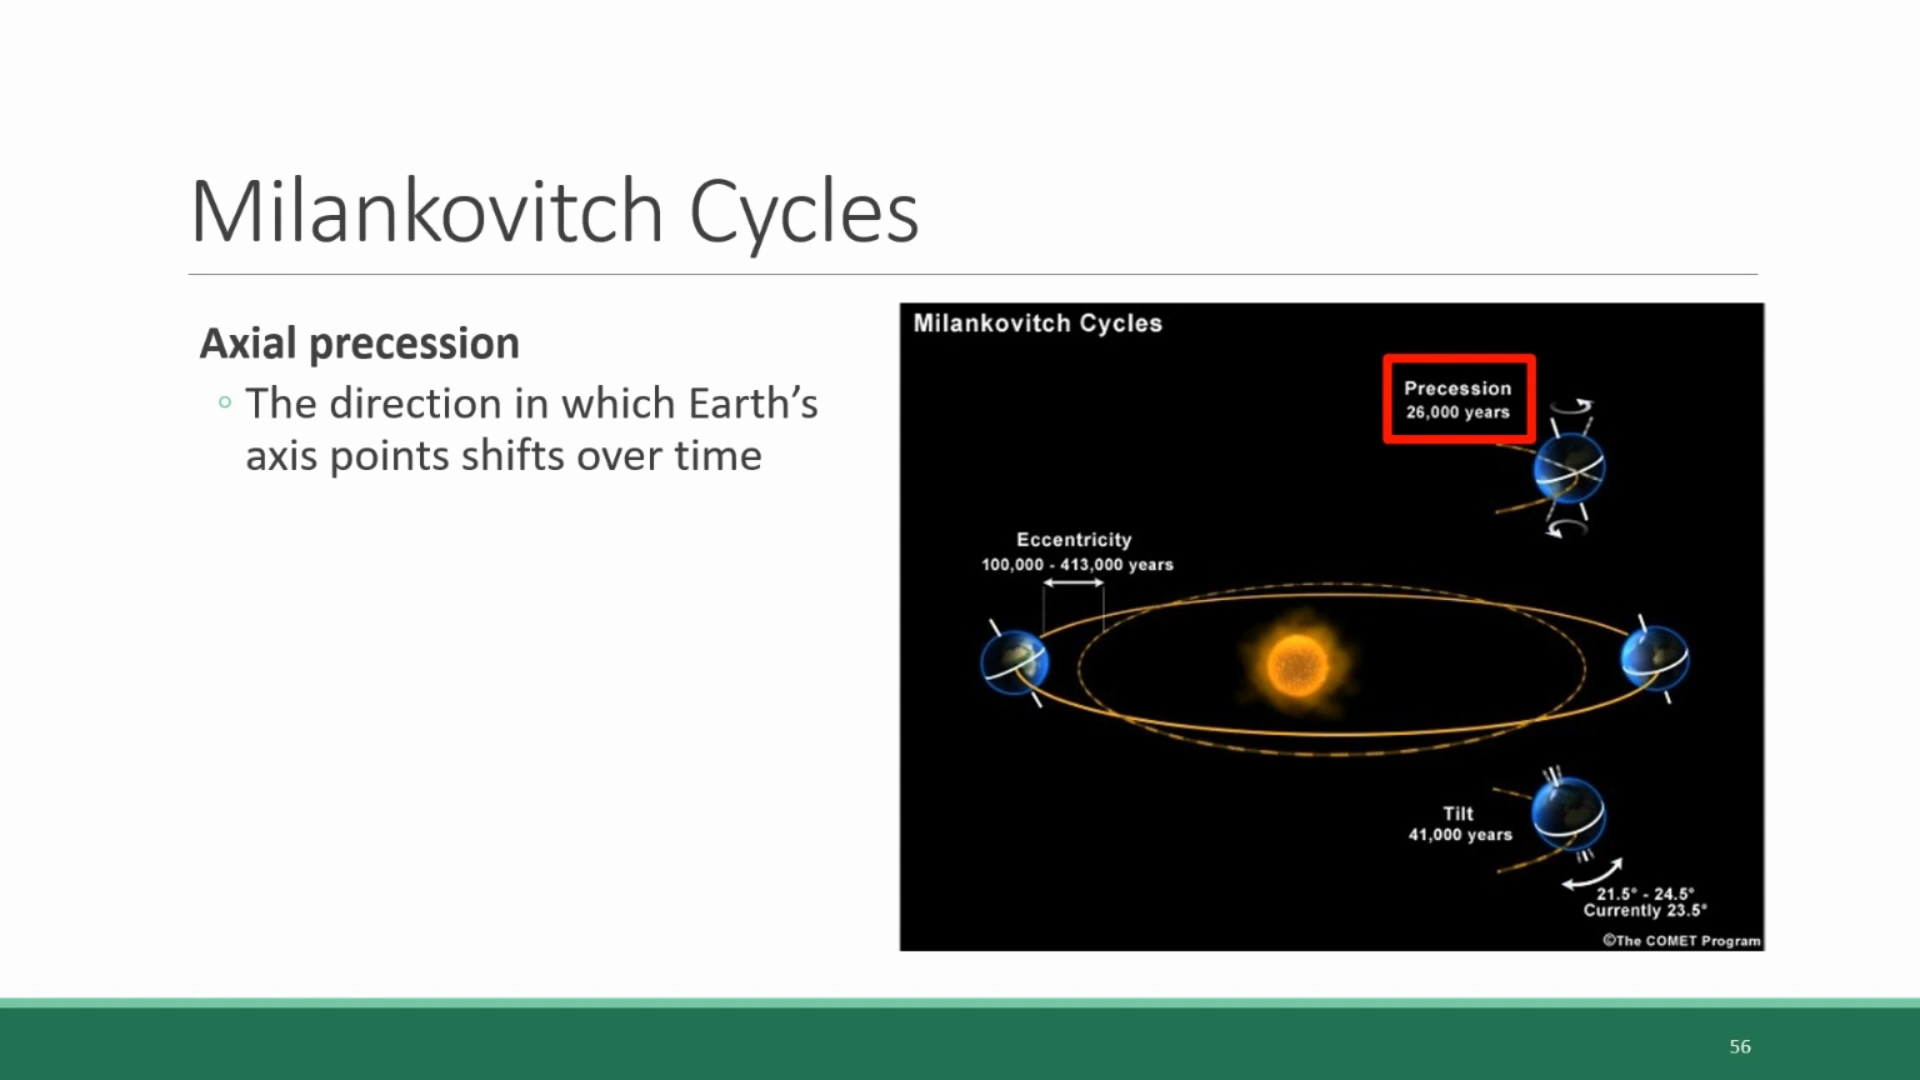 Milankovitch Cycles
Axial precession
The direction in which Earth’s
axis points shifts over time
Milankovitch Cycles
Precession
26,000 years
Eccentricity
100,000 - 413,000 years
Tilt
41,000 years
21.5° - 24.5°
Currently 23.5°
©The COMET Program
56